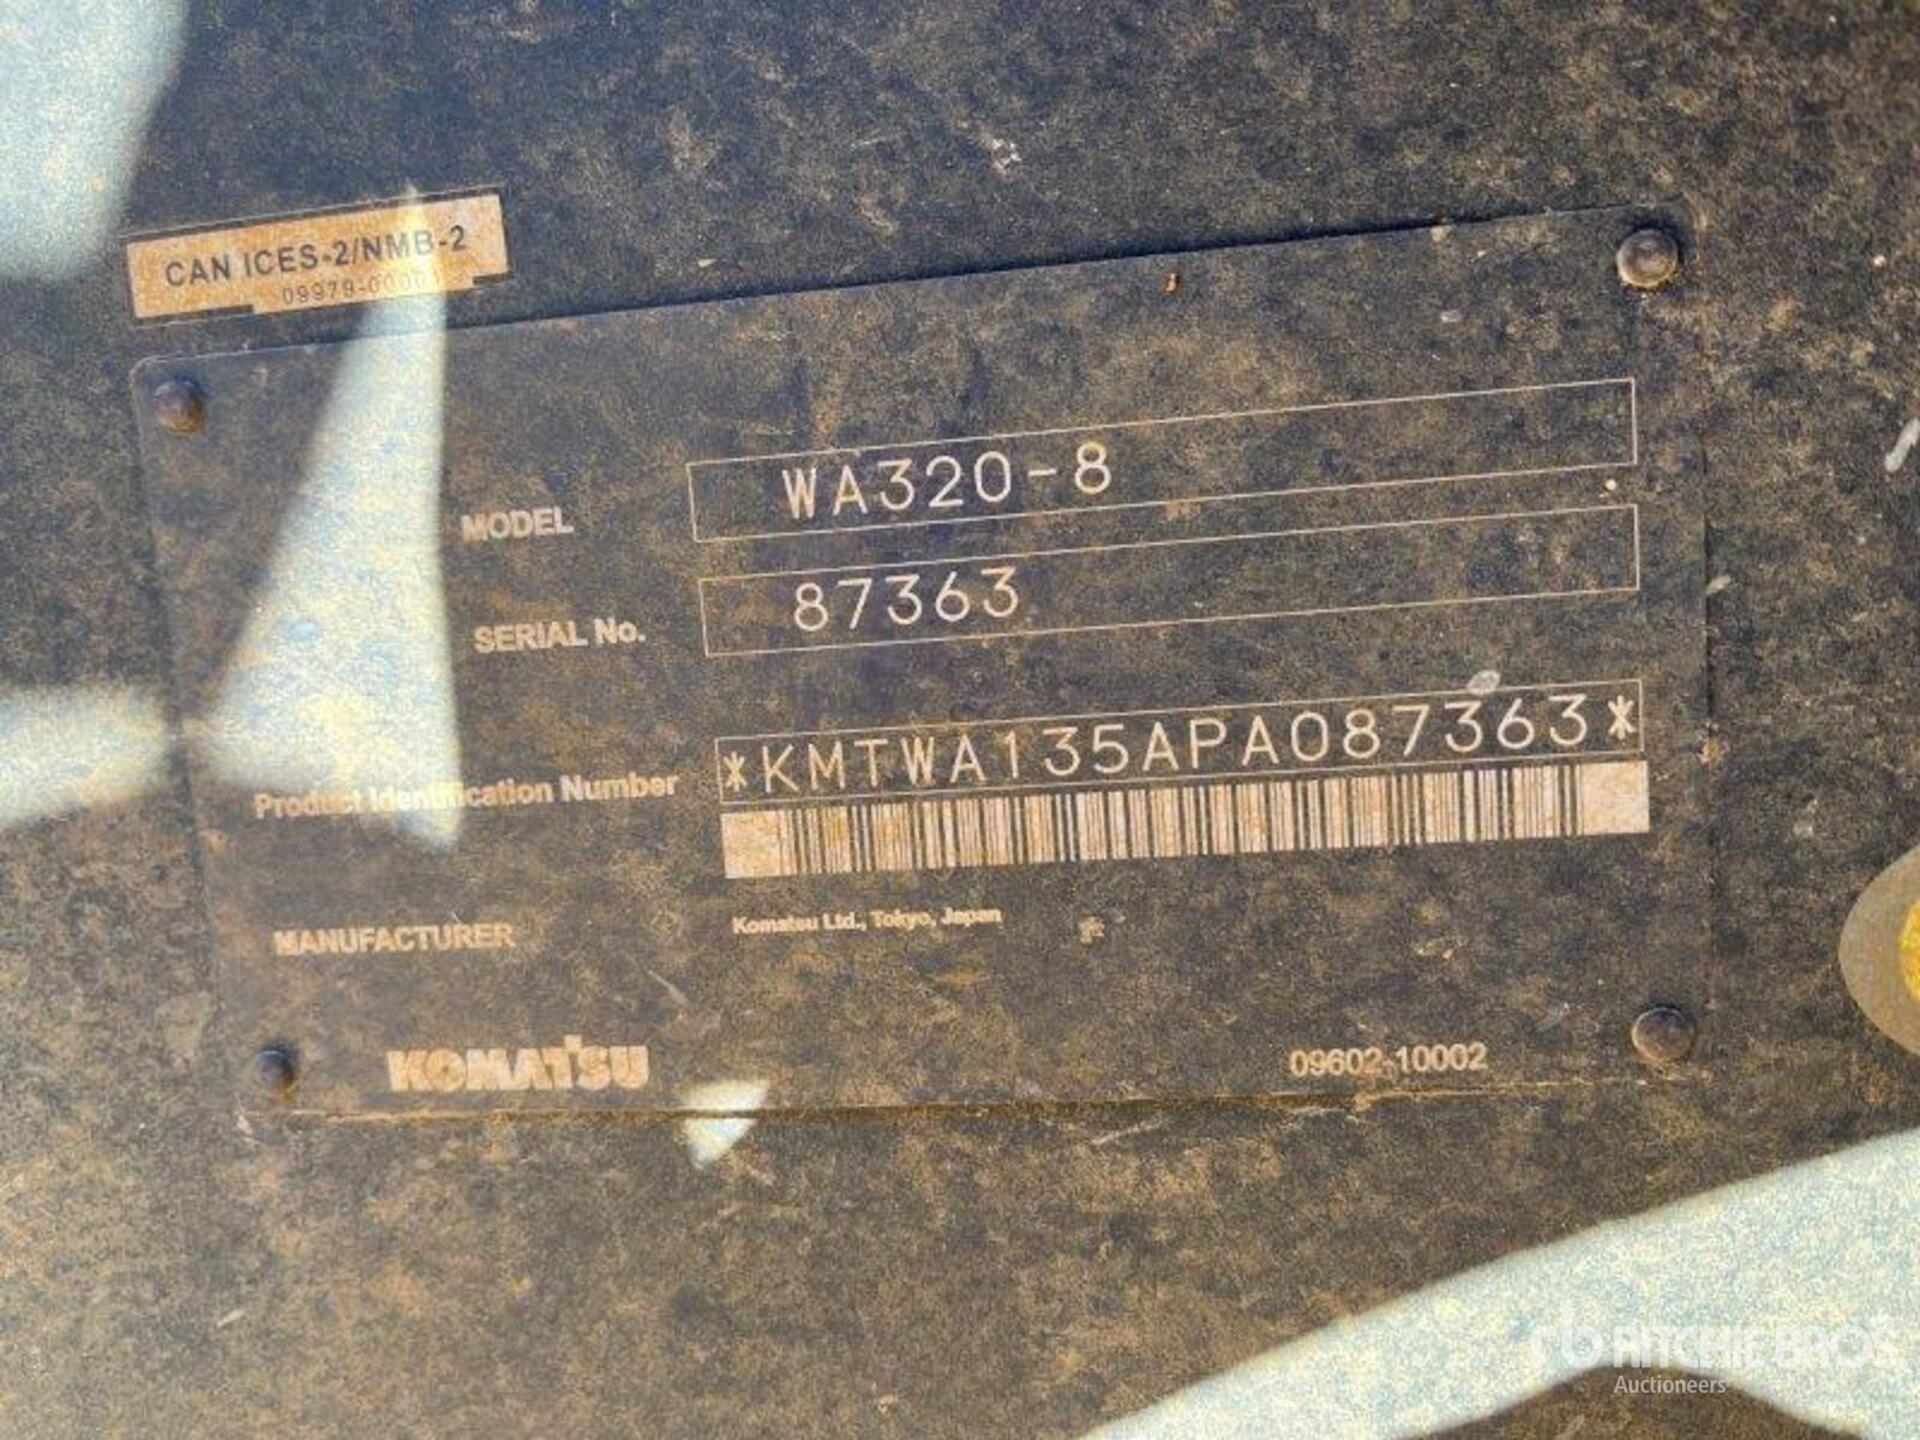 CAN ICES-2/NMB-2
MODEL WA320-8
SERIAL No. 87363
Product Identification Number *KMTWA135APA087363*
MANUFACTURER Komatsu Ltd., Tokyo, Japan
KOMATSU 09602-10002
rb RITCHIE BROS.
Auctioneers